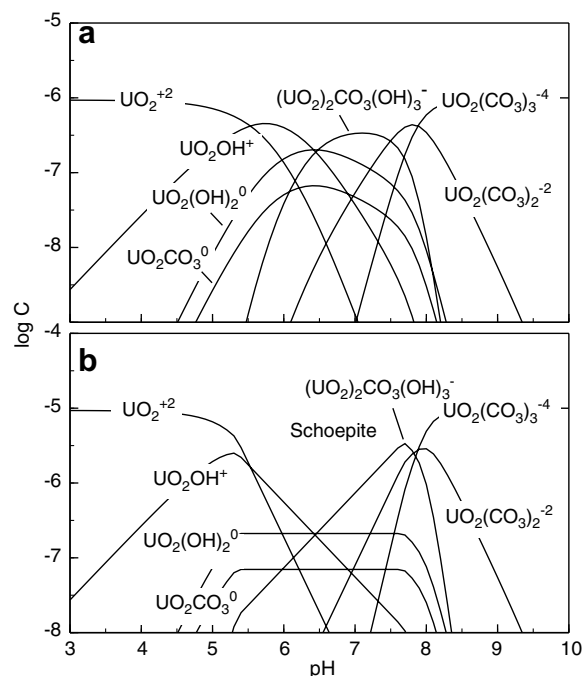 a
-5
-6
-7
-8
log C
UO₂⁺²
(UO₂)₂CO₃(OH)₃⁻
UO₂(CO₃)₃⁻⁴
UO₂OH⁺
UO₂(OH)₂⁰
UO₂(CO₃)₂⁻²
UO₂CO₃⁰
b
-4
-5
-6
-7
-8
(UO₂)₂CO₃(OH)₃⁻
UO₂⁺²
UO₂(CO₃)₃⁻⁴
Schoepite
UO₂OH⁺
UO₂(CO₃)₂⁻²
UO₂(OH)₂⁰
UO₂CO₃⁰
3 4 5 6 7 8 9 10
pH